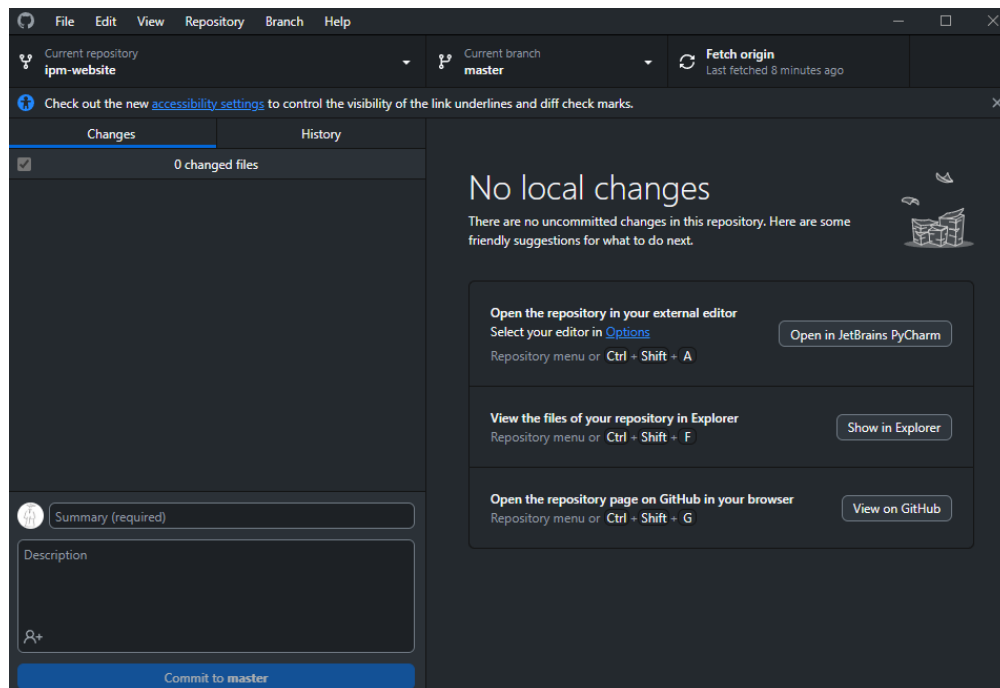 File Edit View Repository Branch Help
Current repository
ipm-website
Current branch
master
Fetch origin
Last fetched 8 minutes ago
Check out the new accessibility settings to control the visibility of the link underlines and diff check marks.
Changes
History
0 changed files
No local changes
There are no uncommitted changes in this repository. Here are some
friendly suggestions for what to do next.
Open the repository in your external editor
Select your editor in Options
Repository menu or Ctrl + Shift + A
Open in JetBrains PyCharm
View the files of your repository in Explorer
Repository menu or Ctrl + Shift + F
Show in Explorer
Open the repository page on GitHub in your browser
Repository menu or Ctrl + Shift + G
View on GitHub
Summary (required)
Description
Commit to master